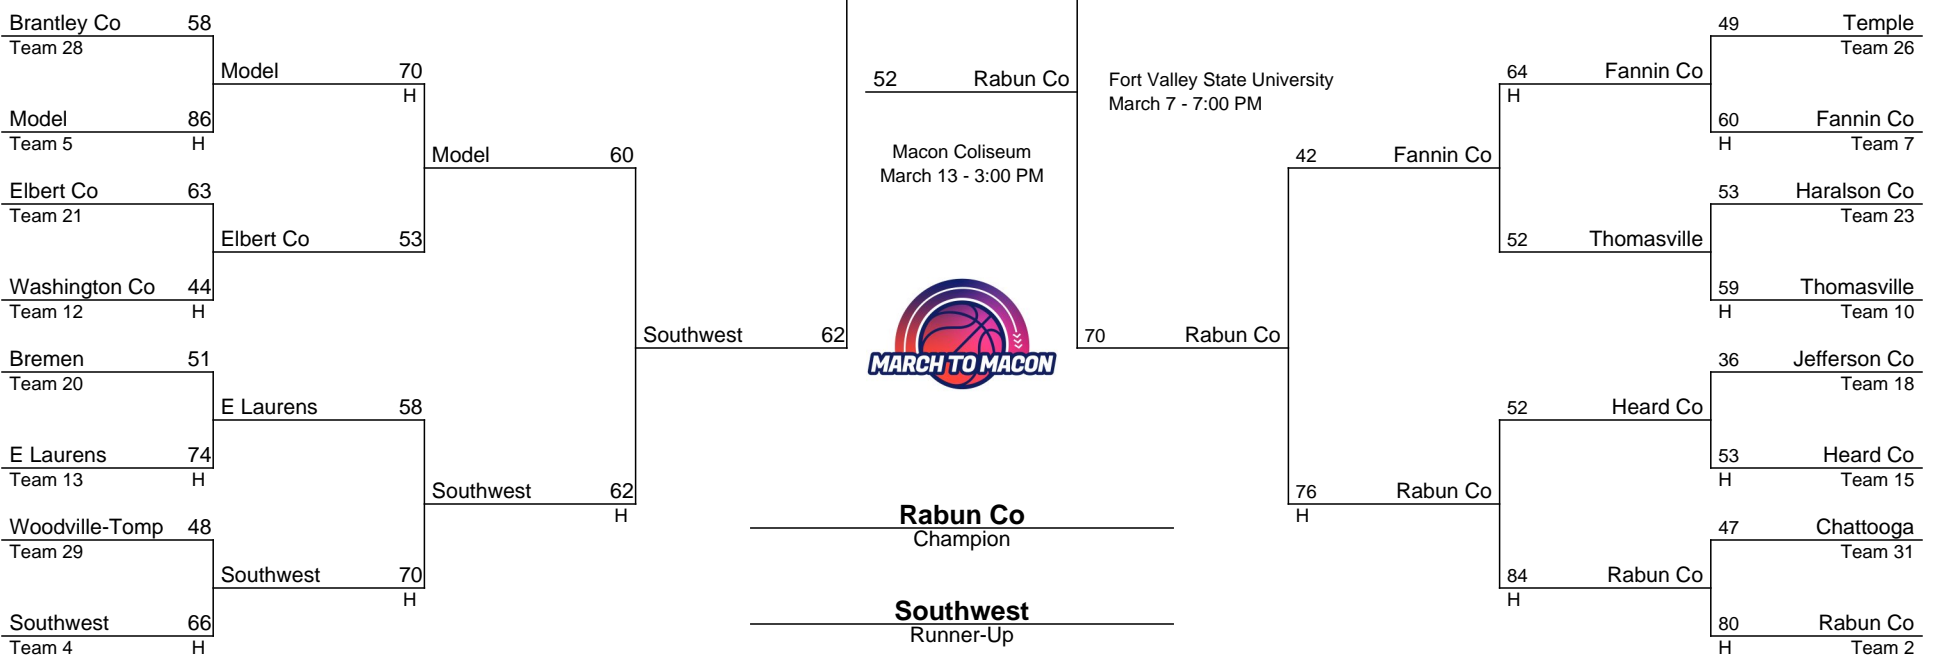 Brantley Co 58
Team 28
Model 70
H
Model 86
Team 5 H
Model 60
Elbert Co 63
Team 21
Elbert Co 53
Washington Co 44
Team 12 H
Southwest 62
Bremen 51
Team 20
E Laurens 58
E Laurens 74
Team 13 H
Southwest 62
H
Woodville-Tomp 48
Team 29
Southwest 70
H
Southwest 66
Team 4 H
52 Rabun Co
Macon Coliseum
March 13 - 3:00 PM
MARCH TO MACON
Rabun Co
Champion
Southwest
Runner-Up
Fort Valley State University
March 7 - 7:00 PM
49 Temple
Team 26
64 Fannin Co
H
60 Fannin Co
H Team 7
42 Fannin Co
53 Haralson Co
Team 23
52 Thomasville
59 Thomasville
H Team 10
70 Rabun Co
36 Jefferson Co
Team 18
52 Heard Co
53 Heard Co
H Team 15
76 Rabun Co
H
47 Chattooga
Team 31
84 Rabun Co
H
80 Rabun Co
H Team 2